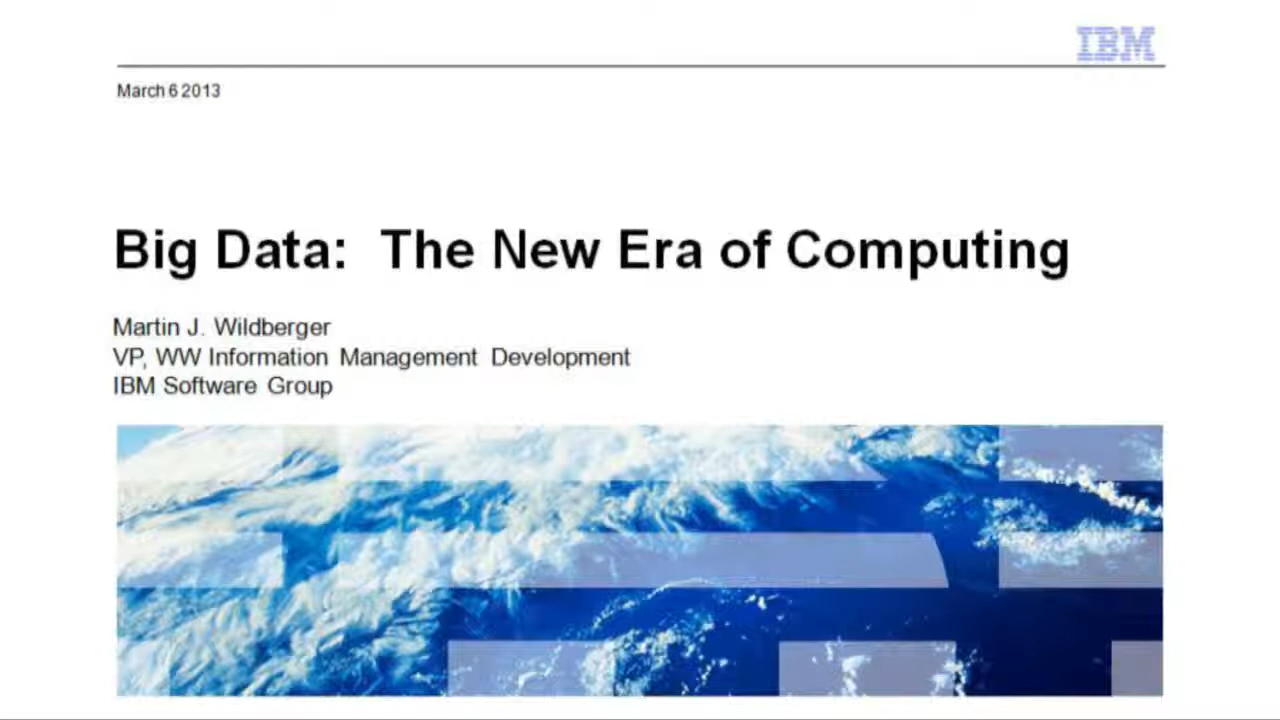 IBM
March 6 2013
Big Data: The New Era of Computing
Martin J. Wildberger
VP, WW Information Management Development
IBM Software Group